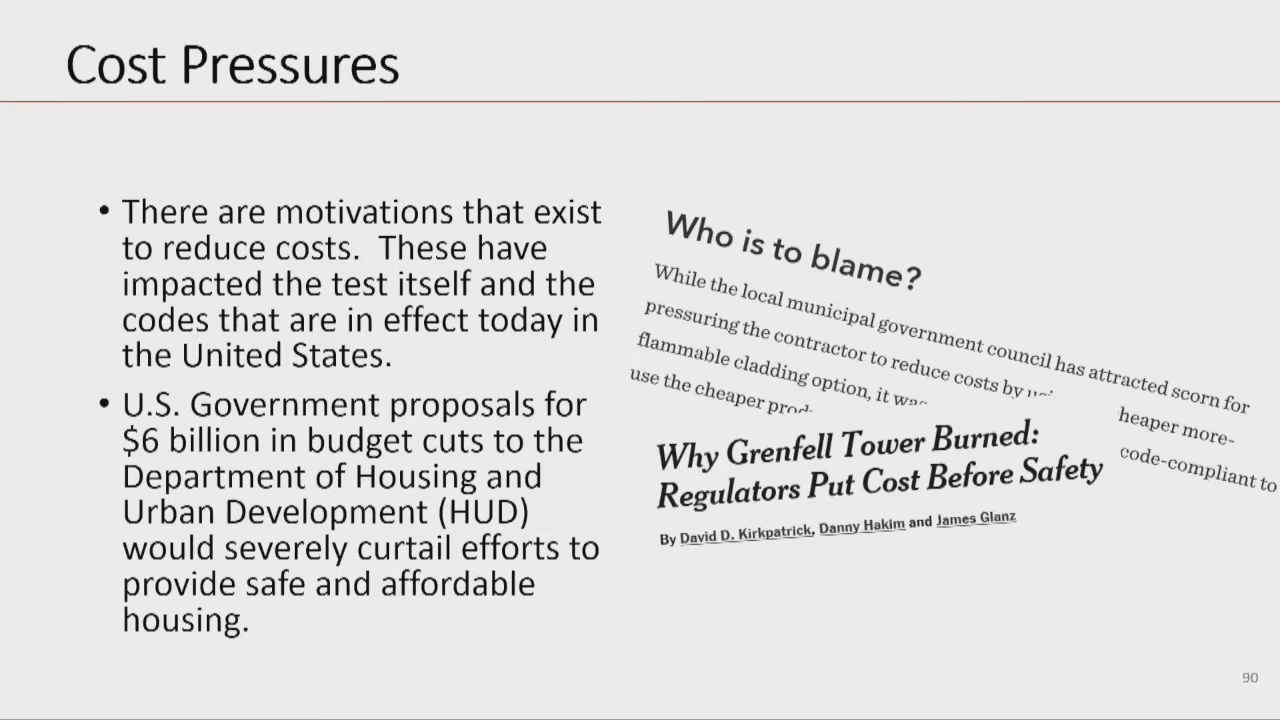 Cost Pressures
• There are motivations that exist
to reduce costs.  These have
impacted the test itself and the
codes that are in effect today in
the United States.
• U.S. Government proposals for
$6 billion in budget cuts to the
Department of Housing and
Urban Development (HUD)
would severely curtail efforts to
provide safe and affordable
housing.
Who is to blame?
While the local municipal government council has attracted scorn for
pressuring the contractor to reduce costs by heaper more-
flammable cladding option, it code-compliant to
use the cheaper
Why Grenfell Tower Burned:
Regulators Put Cost Before Safety
By David D. Kirkpatrick, Danny Hakim and James Glanz
90